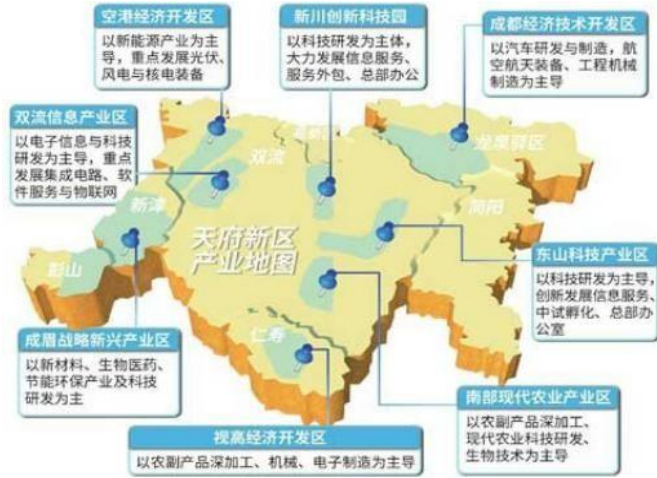 空港经济开发区
以新能源产业为主
导，重点发展光伏、
风电与核电装备
新川创新科技园
以科技研发为主体，
大力发展信息服务、
服务外包、总部办公
成都经济技术开发区
以汽车研发与制造，航
空航天装备、工程机械
制造为主导
双流信息产业区
以电子信息与科技
研发为主导，重点
发展集成电路、软
件服务与物联网
双流
龙泉驿区
新津
简阳
彭山
天府新区
产业地图
仁寿
东山科技产业区
以科技研发为主导，
创新发展信息服务、
中试孵化、总部办
公室
成眉战略新兴产业区
以新材料、生物医药、
节能环保产业及科技
研发为主
南部现代农业产业区
以农副产品深加工、
现代农业科技研发、
生物技术为主导
视高经济开发区
以农副产品深加工、机械、电子制造为主导